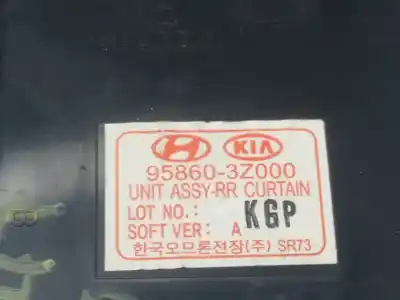 KIA
95860-3Z000
UNIT ASSY-RR CURTAIN
LOT NO.: KGP
SOFT VER: A
한국오므론전장(주) SR73